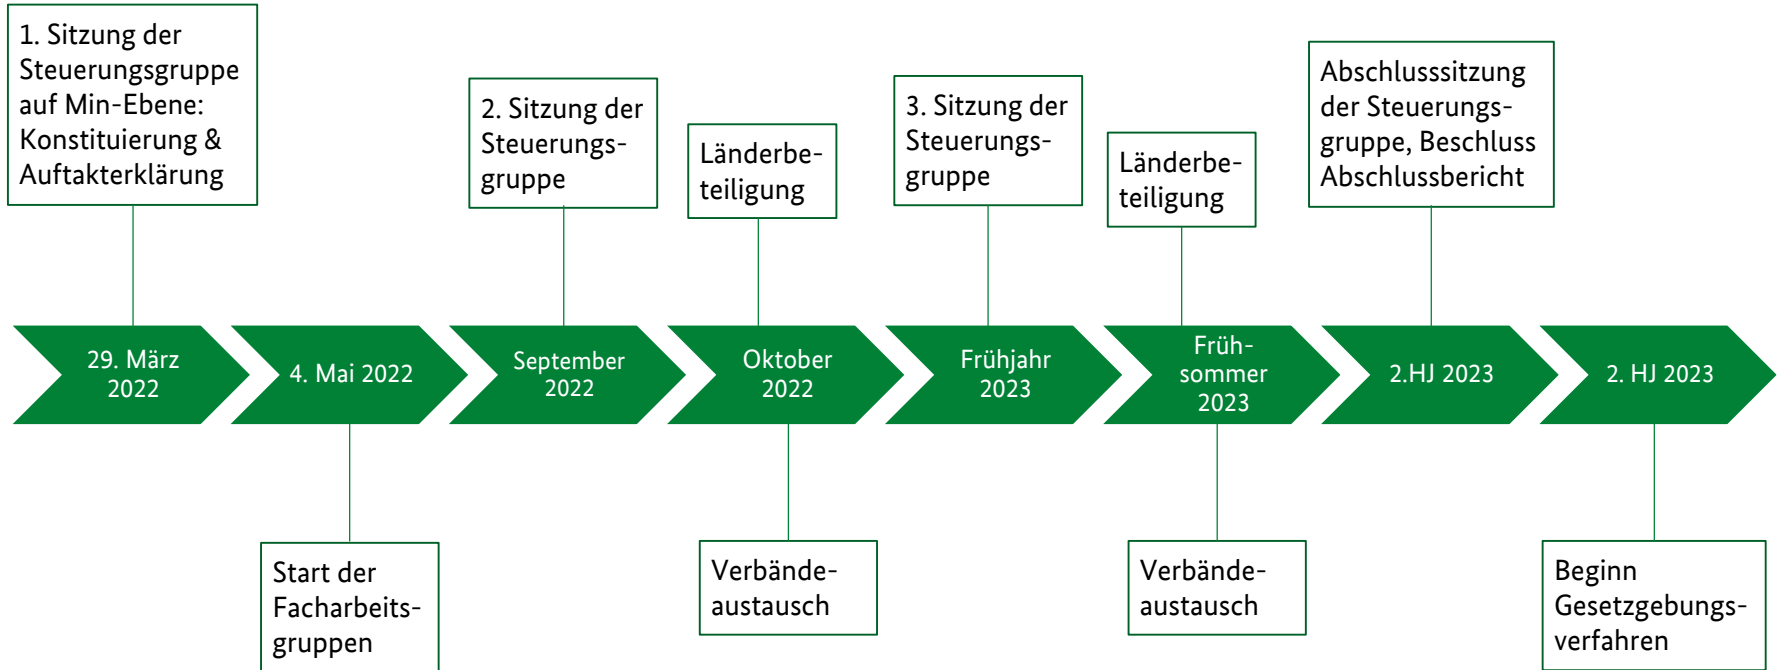 1. Sitzung der
Steuerungsgruppe
auf Min-Ebene:
Konstituierung &
Auftakterklärung
2. Sitzung der
Steuerungs-
gruppe
Länderbe-
teiligung
3. Sitzung der
Steuerungs-
gruppe
Länderbe-
teiligung
Abschlusssitzung
der Steuerungs-
gruppe, Beschluss
Abschlussbericht
29. März
2022
4. Mai 2022
September
2022
Oktober
2022
Frühjahr
2023
Früh-
sommer
2023
2.HJ 2023
2. HJ 2023
Start der
Facharbeits-
gruppen
Verbände-
austausch
Verbände-
austausch
Beginn
Gesetzgebungs-
verfahren